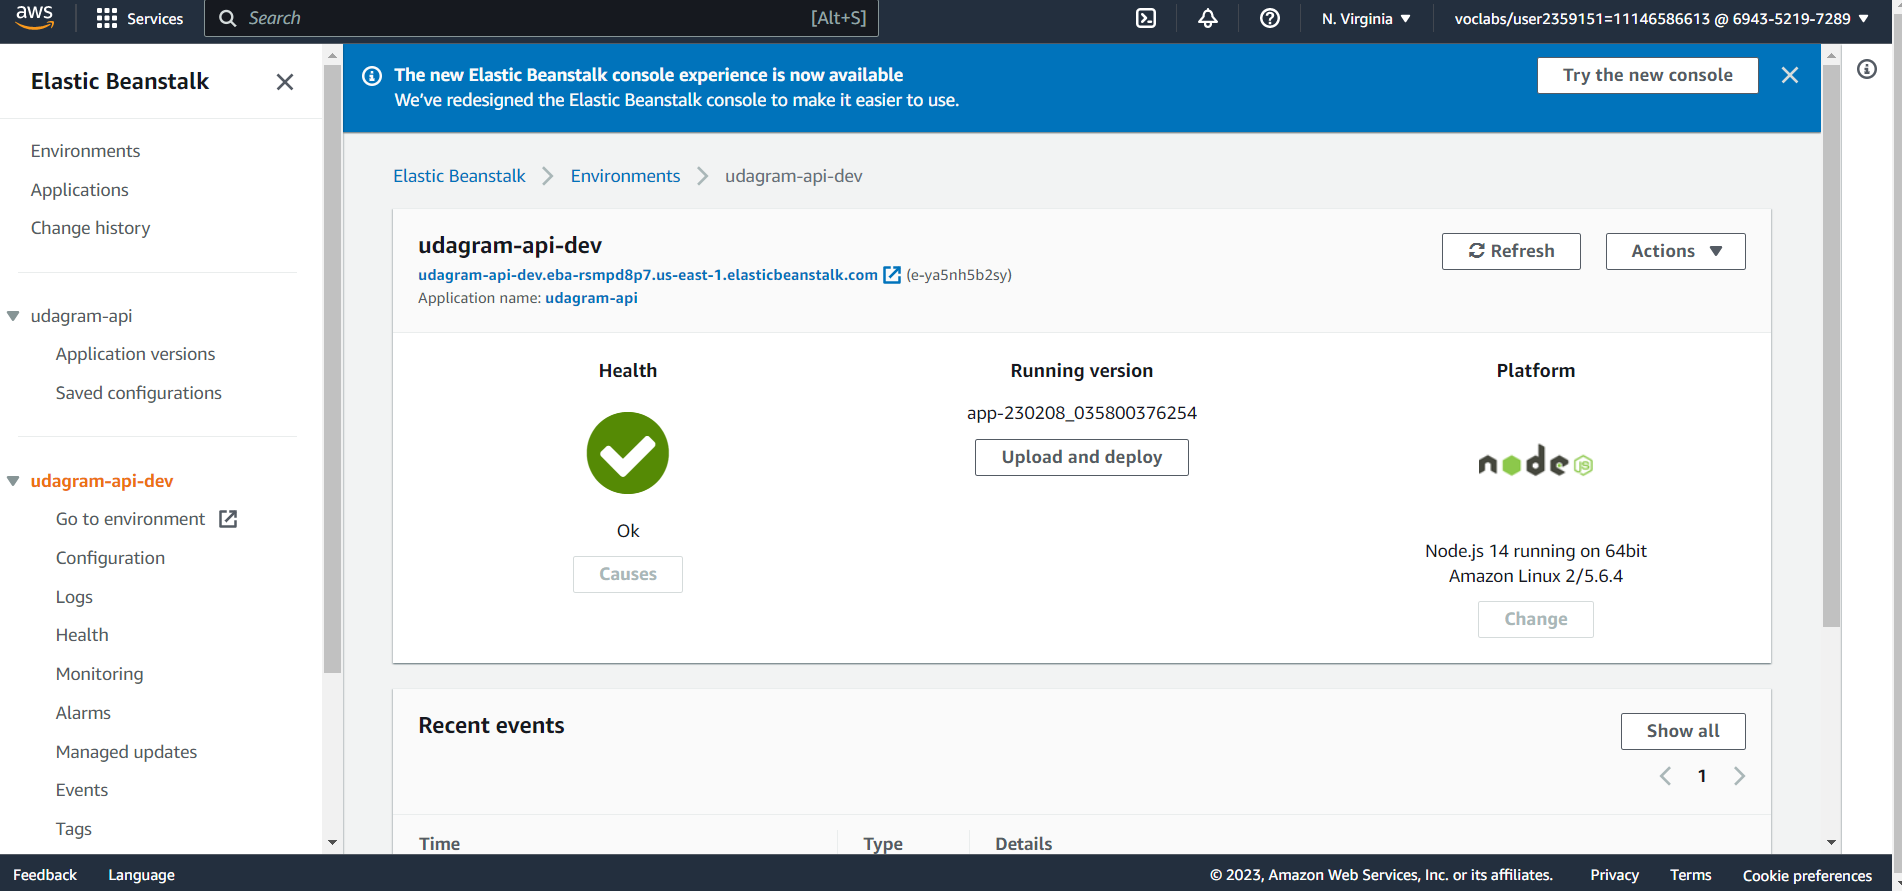 aws
Services
Search
[Alt+S]
N. Virginia
voclabs/user2359151=11146586613 @ 6943-5219-7289
Elastic Beanstalk
Environments
Applications
Change history
udagram-api
Application versions
Saved configurations
udagram-api-dev
Go to environment
Configuration
Logs
Health
Monitoring
Alarms
Managed updates
Events
Tags
The new Elastic Beanstalk console experience is now available
We've redesigned the Elastic Beanstalk console to make it easier to use.
Try the new console
Elastic Beanstalk
Environments
udagram-api-dev
udagram-api-dev
udagram-api-dev.eba-rsmpd8p7.us-east-1.elasticbeanstalk.com (e-ya5nh5b2sy)
Application name: udagram-api
Refresh
Actions
Health
Ok
Causes
Running version
app-230208_035800376254
Upload and deploy
Platform
node JS
Node.js 14 running on 64bit
Amazon Linux 2/5.6.4
Change
Recent events
Show all
1
Time
Type
Details
Feedback
Language
© 2023, Amazon Web Services, Inc. or its affiliates.
Privacy
Terms
Cookie preferences